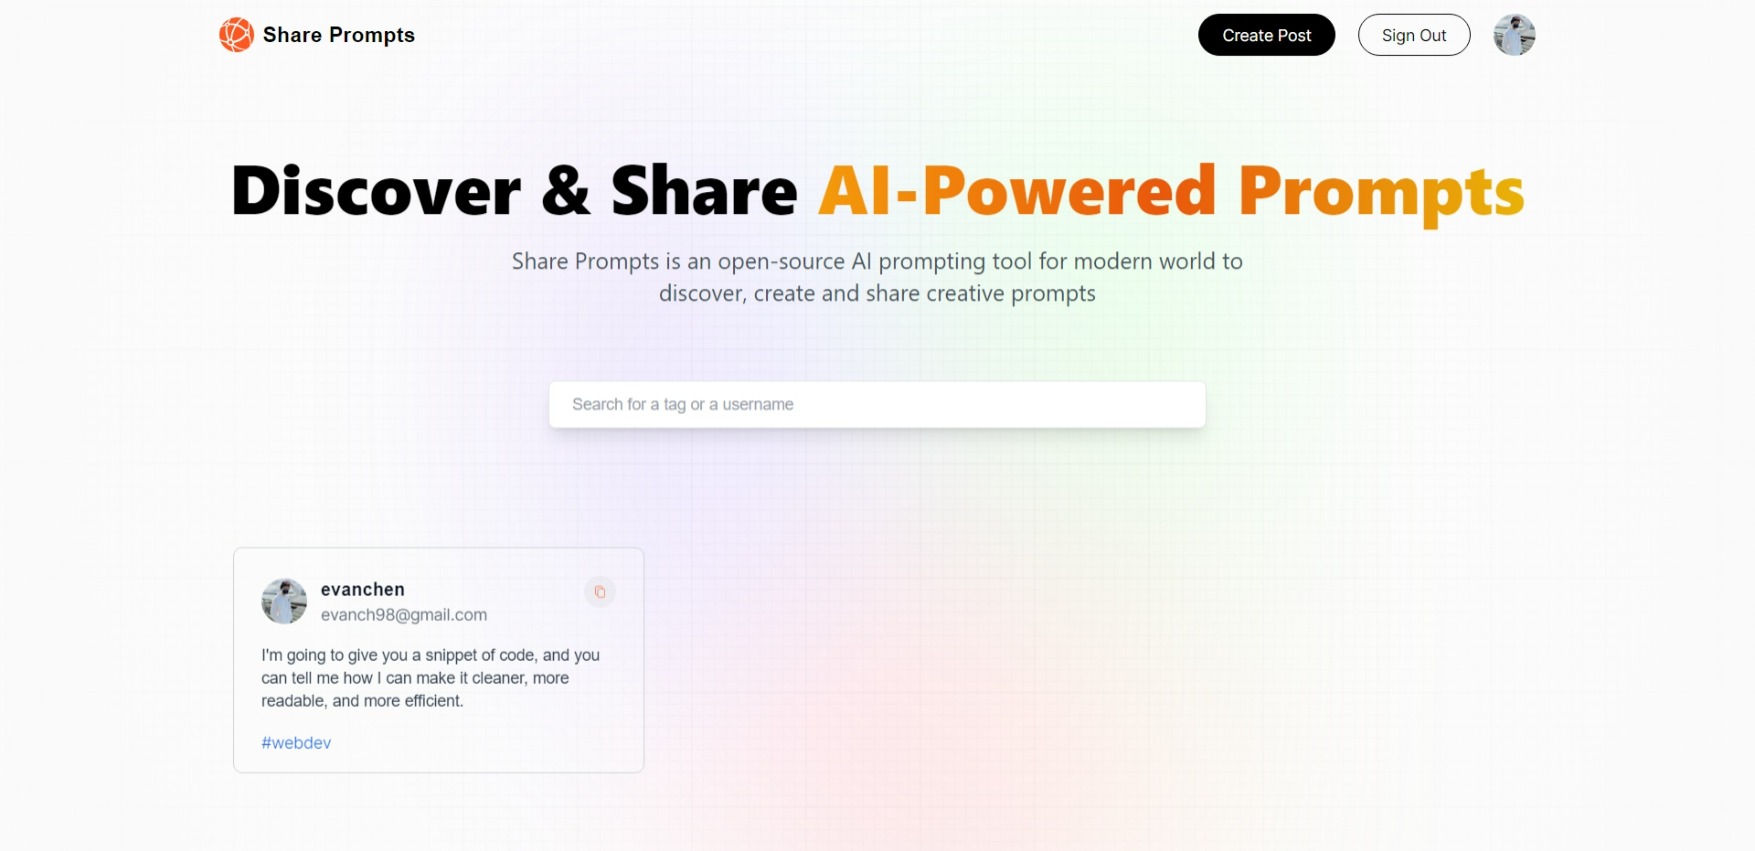 Share Prompts
Create Post
Sign Out
Discover & Share AI-Powered Prompts
Share Prompts is an open-source AI prompting tool for modern world to
discover, create and share creative prompts
Search for a tag or a username
evanchen
evanch98@gmail.com
I'm going to give you a snippet of code, and you
can tell me how I can make it cleaner, more
readable, and more efficient.
#webdev